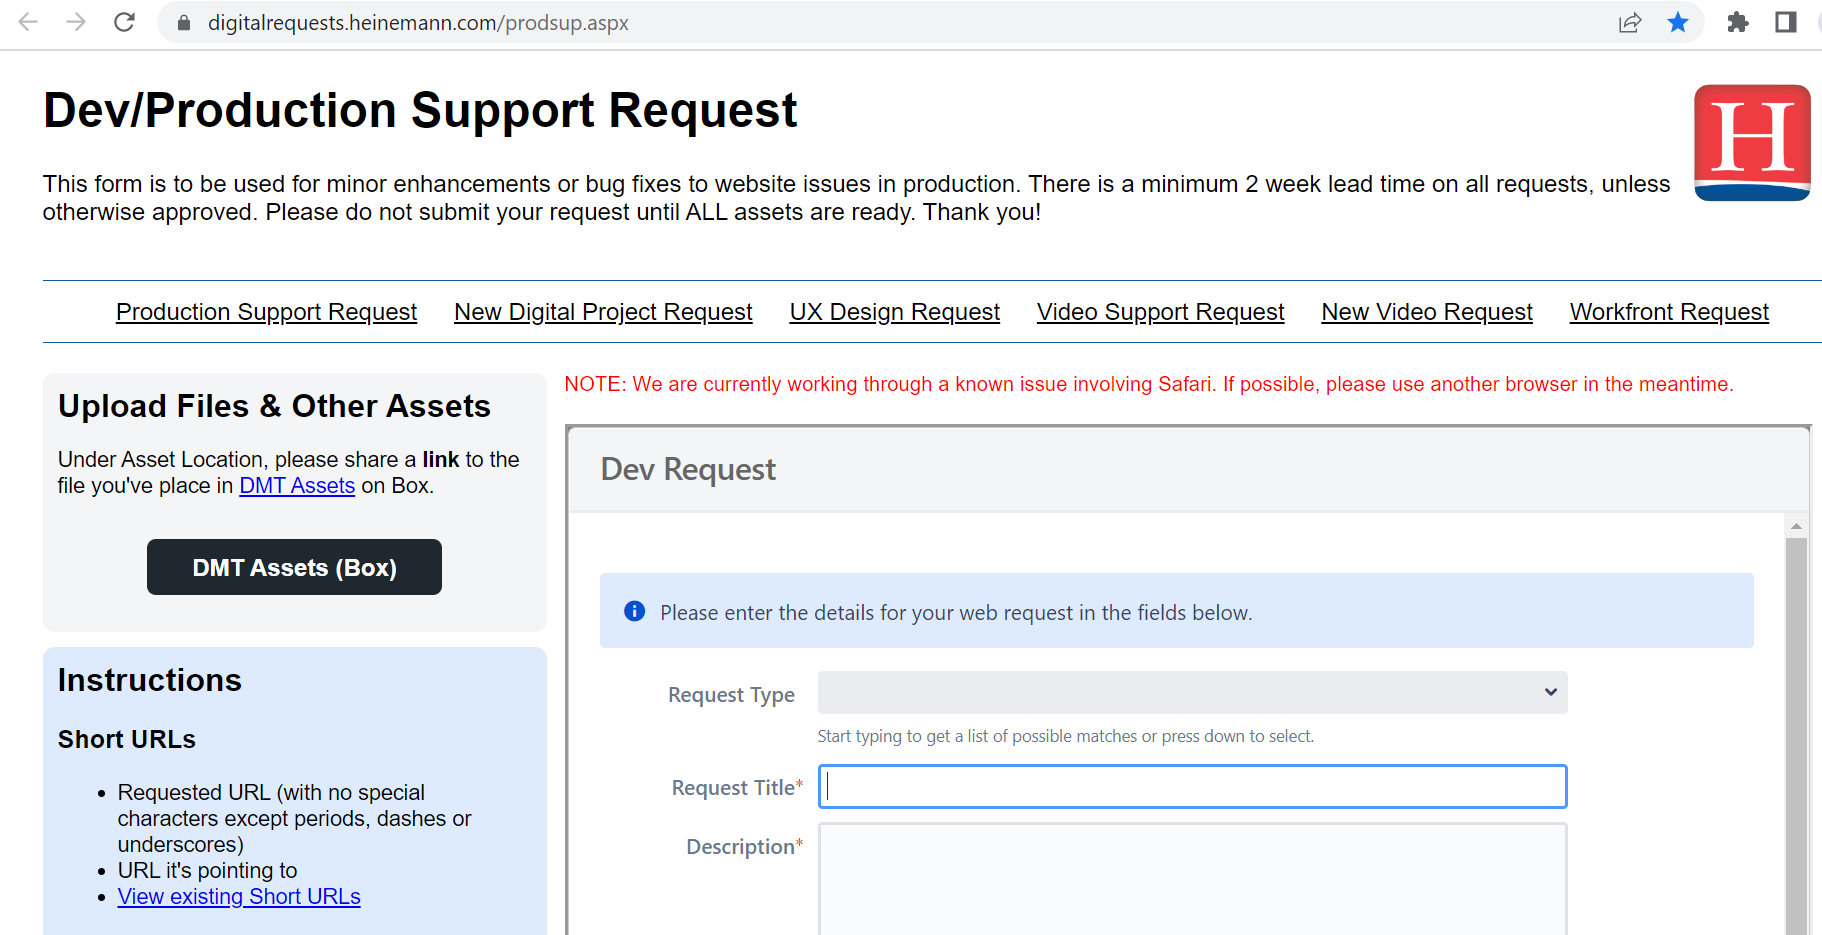 digitalrequests.heinemann.com/prodsup.aspx
Dev/Production Support Request
H
This form is to be used for minor enhancements or bug fixes to website issues in production. There is a minimum 2 week lead time on all requests, unless
otherwise approved. Please do not submit your request until ALL assets are ready. Thank you!
Production Support Request New Digital Project Request UX Design Request Video Support Request New Video Request Workfront Request
Upload Files & Other Assets
Under Asset Location, please share a link to the
file you've place in DMT Assets on Box.
DMT Assets (Box)
Instructions
Short URLs
• Requested URL (with no special
characters except periods, dashes or
underscores)
• URL it's pointing to
• View existing Short URLs
NOTE: We are currently working through a known issue involving Safari. If possible, please use another browser in the meantime.
Dev Request
Please enter the details for your web request in the fields below.
Request Type
Start typing to get a list of possible matches or press down to select.
Request Title*
Description*